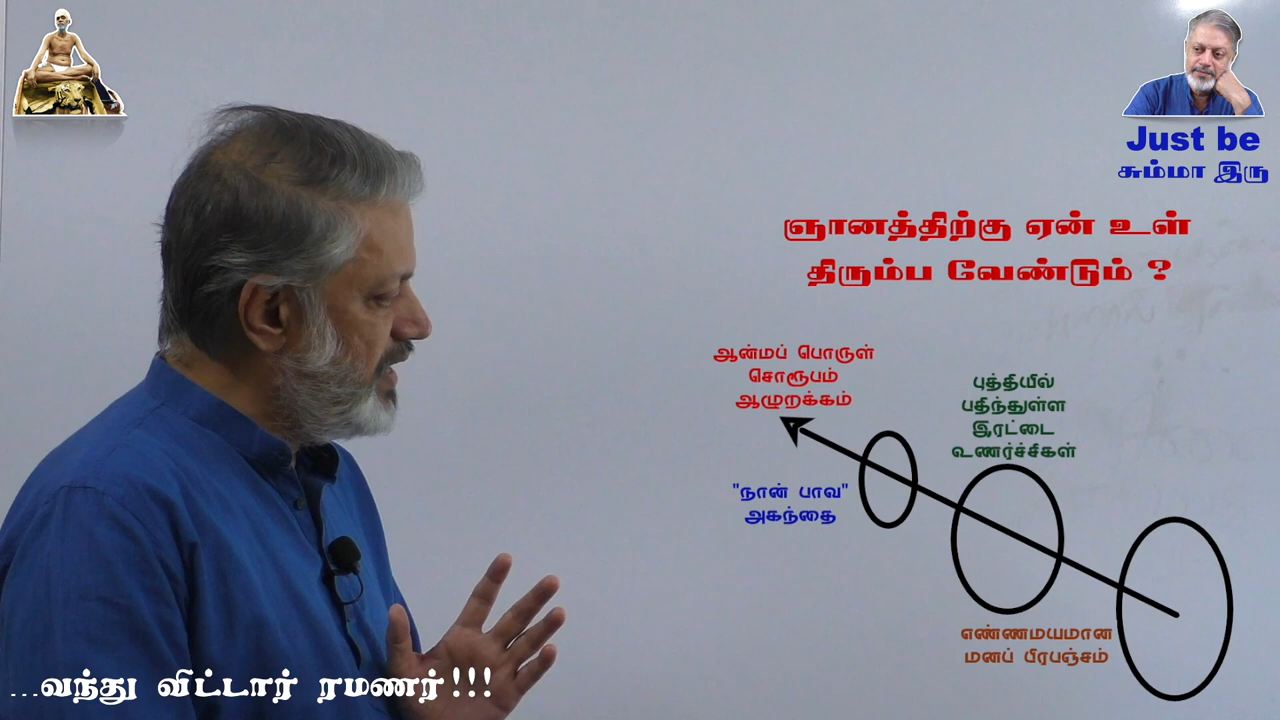 Just be
சும்மா இரு
ஞானத்திற்கு ஏன் உள்
திரும்ப வேண்டும் ?
ஆன்மப் பொருள்
சொரூபம்
ஆழுறக்கம்
புத்தியில்
பதிந்துள்ள
இரட்டை
உணர்ச்சிகள்
"நான் பாவ"
அகந்தை
எண்ணமயமான
மனப் பிரபஞ்சம்
...வந்து விட்டார் ரமணர்!!!